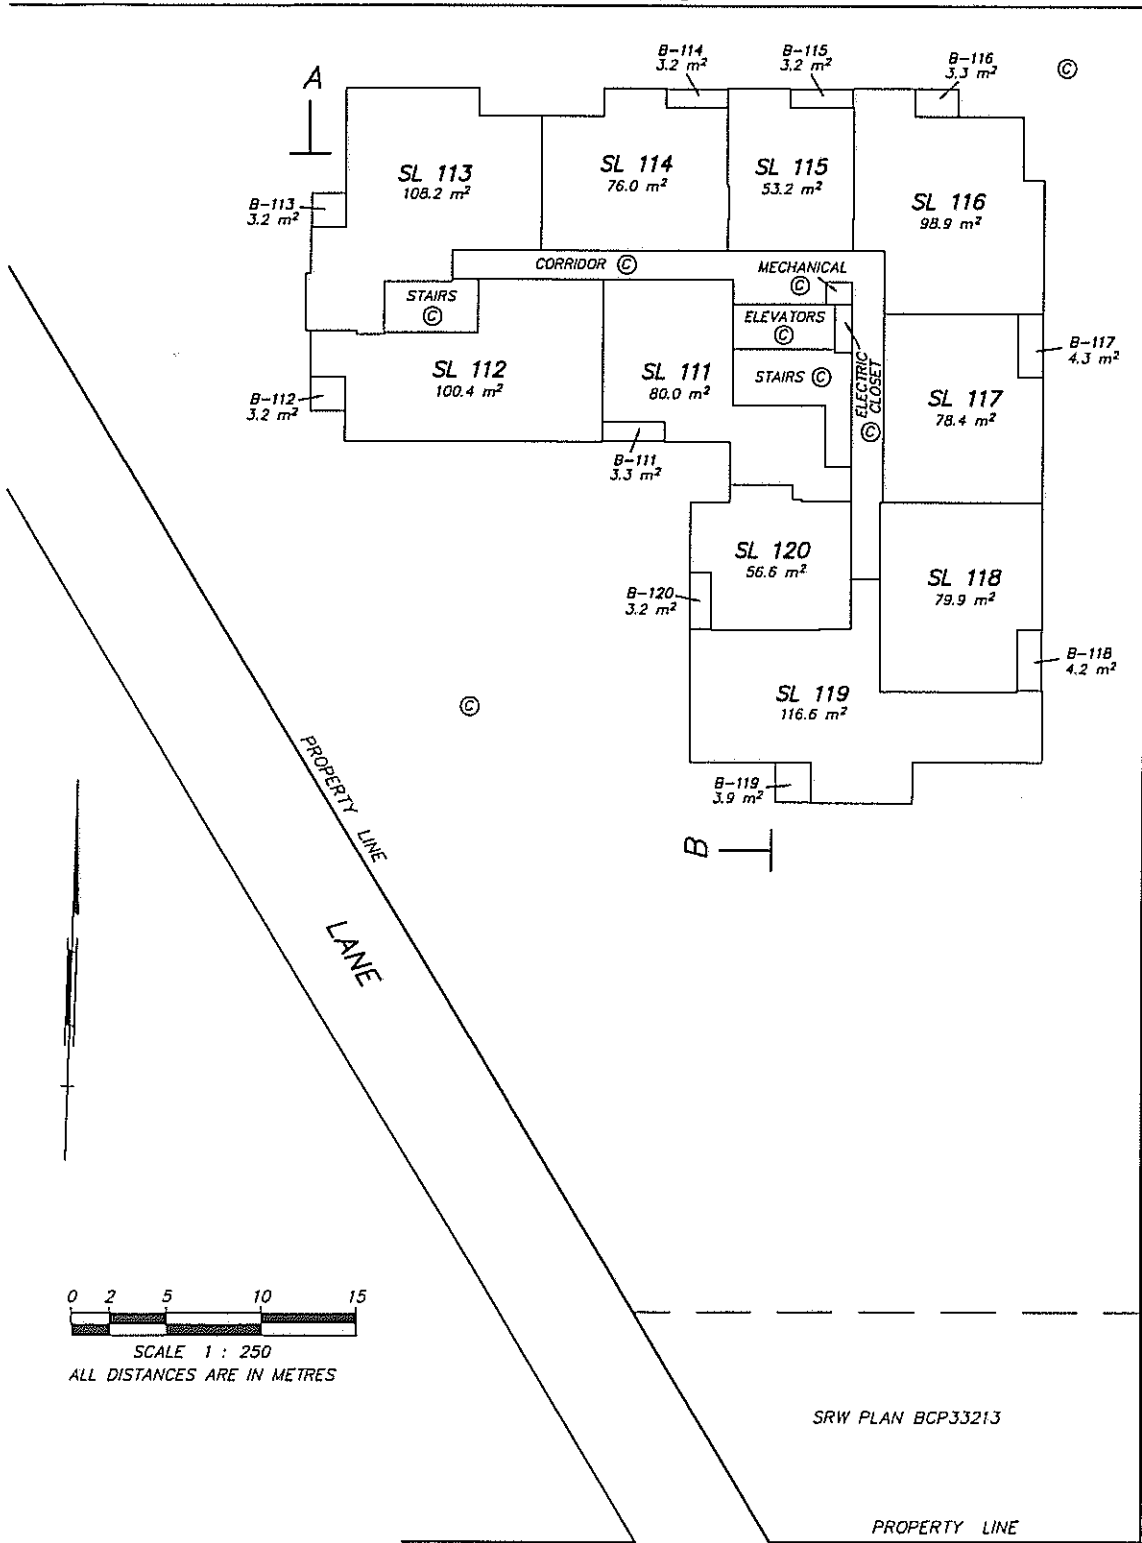 B-114
3.2 m²
B-115
3.2 m²
B-116
3.3 m²
©
A
SL 113
108.2 m²
SL 114
76.0 m²
SL 115
53.2 m²
SL 116
98.9 m²
B-113
3.2 m²
CORRIDOR ©
MECHANICAL
©
STAIRS
©
ELEVATORS
©
B-117
4.3 m²
SL 112
100.4 m²
SL 111
80.0 m²
STAIRS ©
ELECTRIC
CLOSET
©
SL 117
78.4 m²
B-112
3.2 m²
B-111
3.3 m²
SL 120
56.6 m²
SL 118
79.9 m²
B-120
3.2 m²
B-118
4.2 m²
SL 119
116.6 m²
©
PROPERTY LINE
B-119
3.9 m²
B
LANE
0 2 5 10 15
SCALE 1 : 250
ALL DISTANCES ARE IN METRES
SRW PLAN BCP33213
PROPERTY LINE